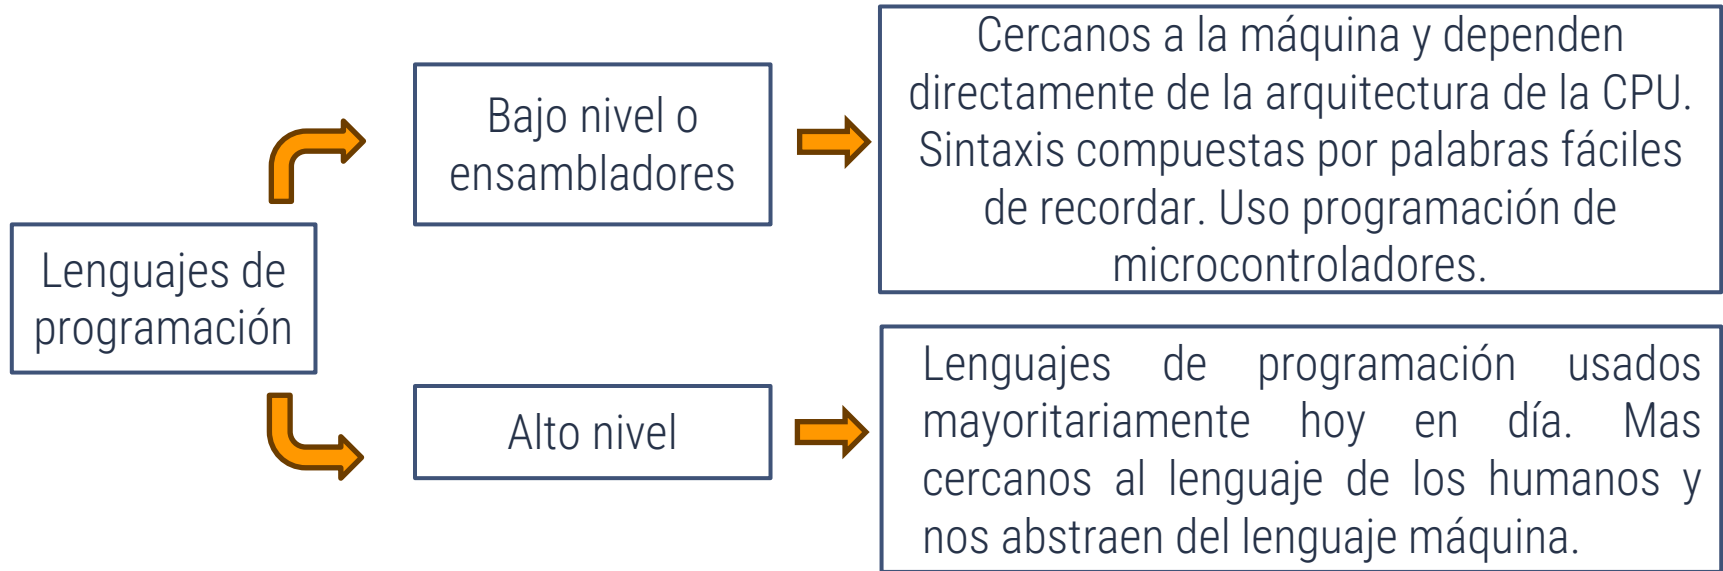 Lenguajes de
programación
Bajo nivel o
ensambladores
Cercanos a la máquina y dependen
directamente de la arquitectura de la CPU.
Sintaxis compuestas por palabras fáciles
de recordar. Uso programación de
microcontroladores.
Alto nivel
Lenguajes de programación usados
mayoritariamente hoy en día. Mas
cercanos al lenguaje de los humanos y
nos abstraen del lenguaje máquina.